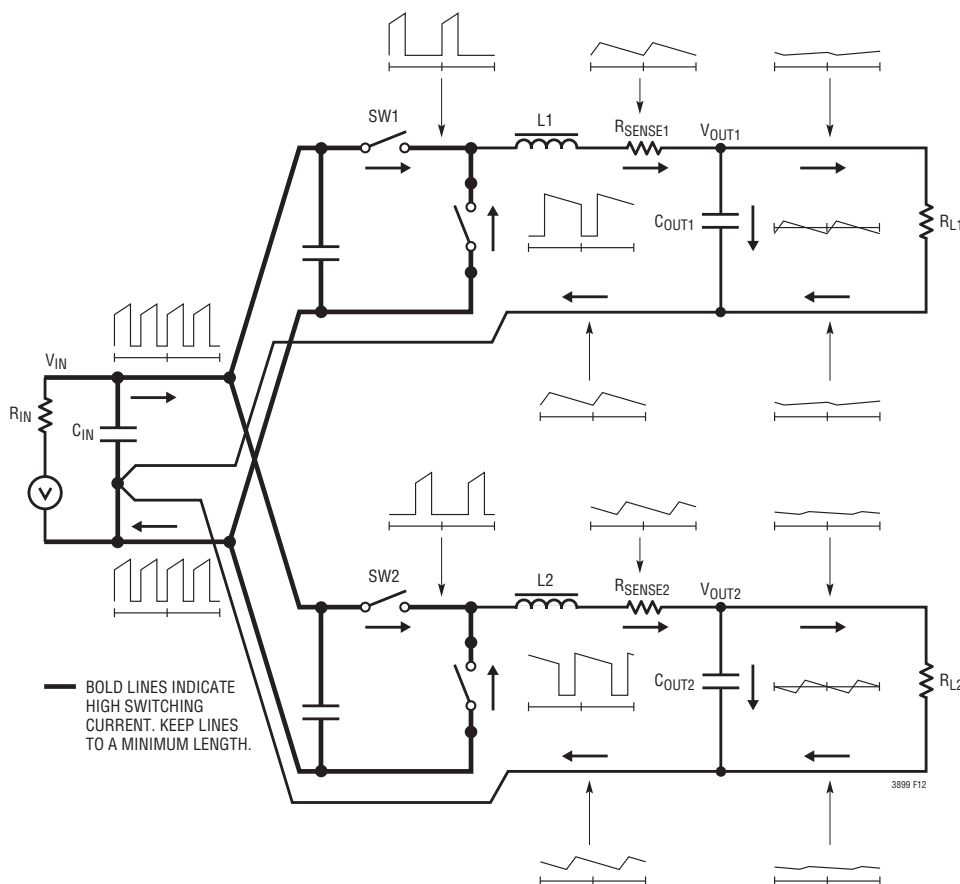 SW1
L1
RSENSE1
VOUT1
COUT1
RL1
VIN
RIN
CIN
V
SW2
L2
RSENSE2
VOUT2
COUT2
RL2
BOLD LINES INDICATE
HIGH SWITCHING
CURRENT. KEEP LINES
TO A MINIMUM LENGTH.
3899 F12